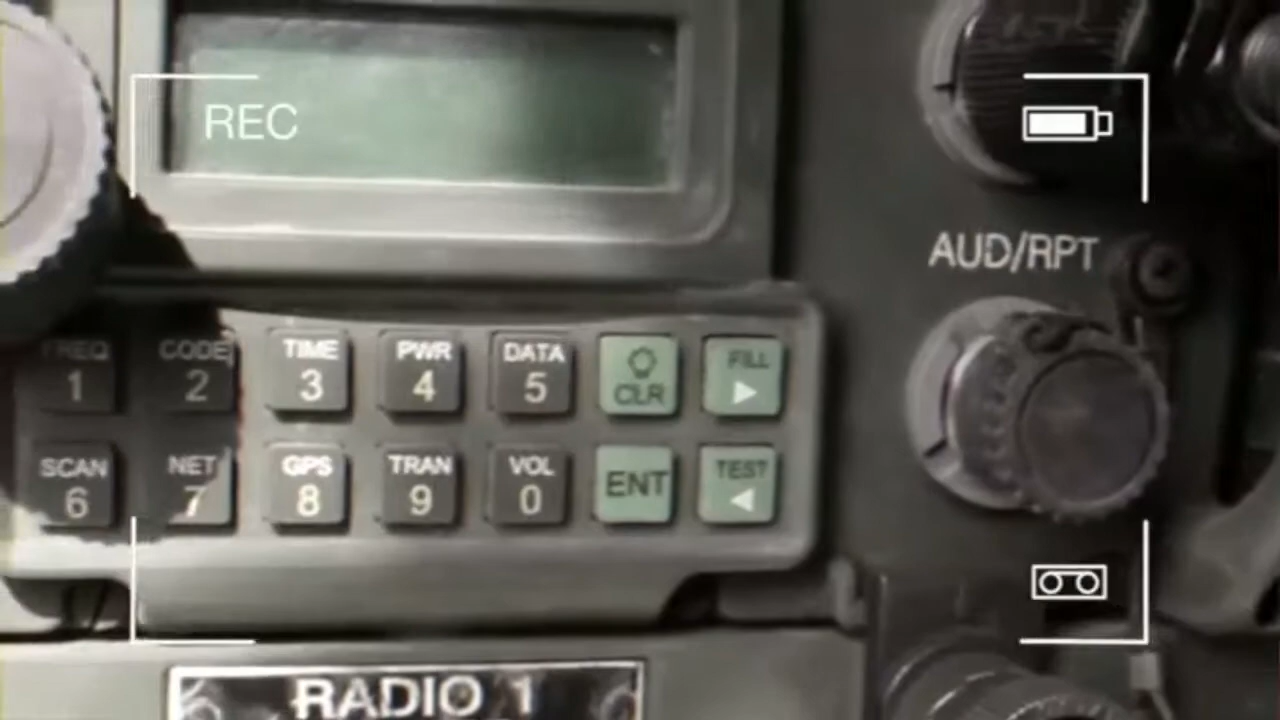 REC
AUD/RPT
FREQ CODE TIME PWR DATA FILL
1 2 3 4 5 CLR
SCAN NET GPS TRAN VOL ENT TEST
6 7 8 9 0
RADIO 1